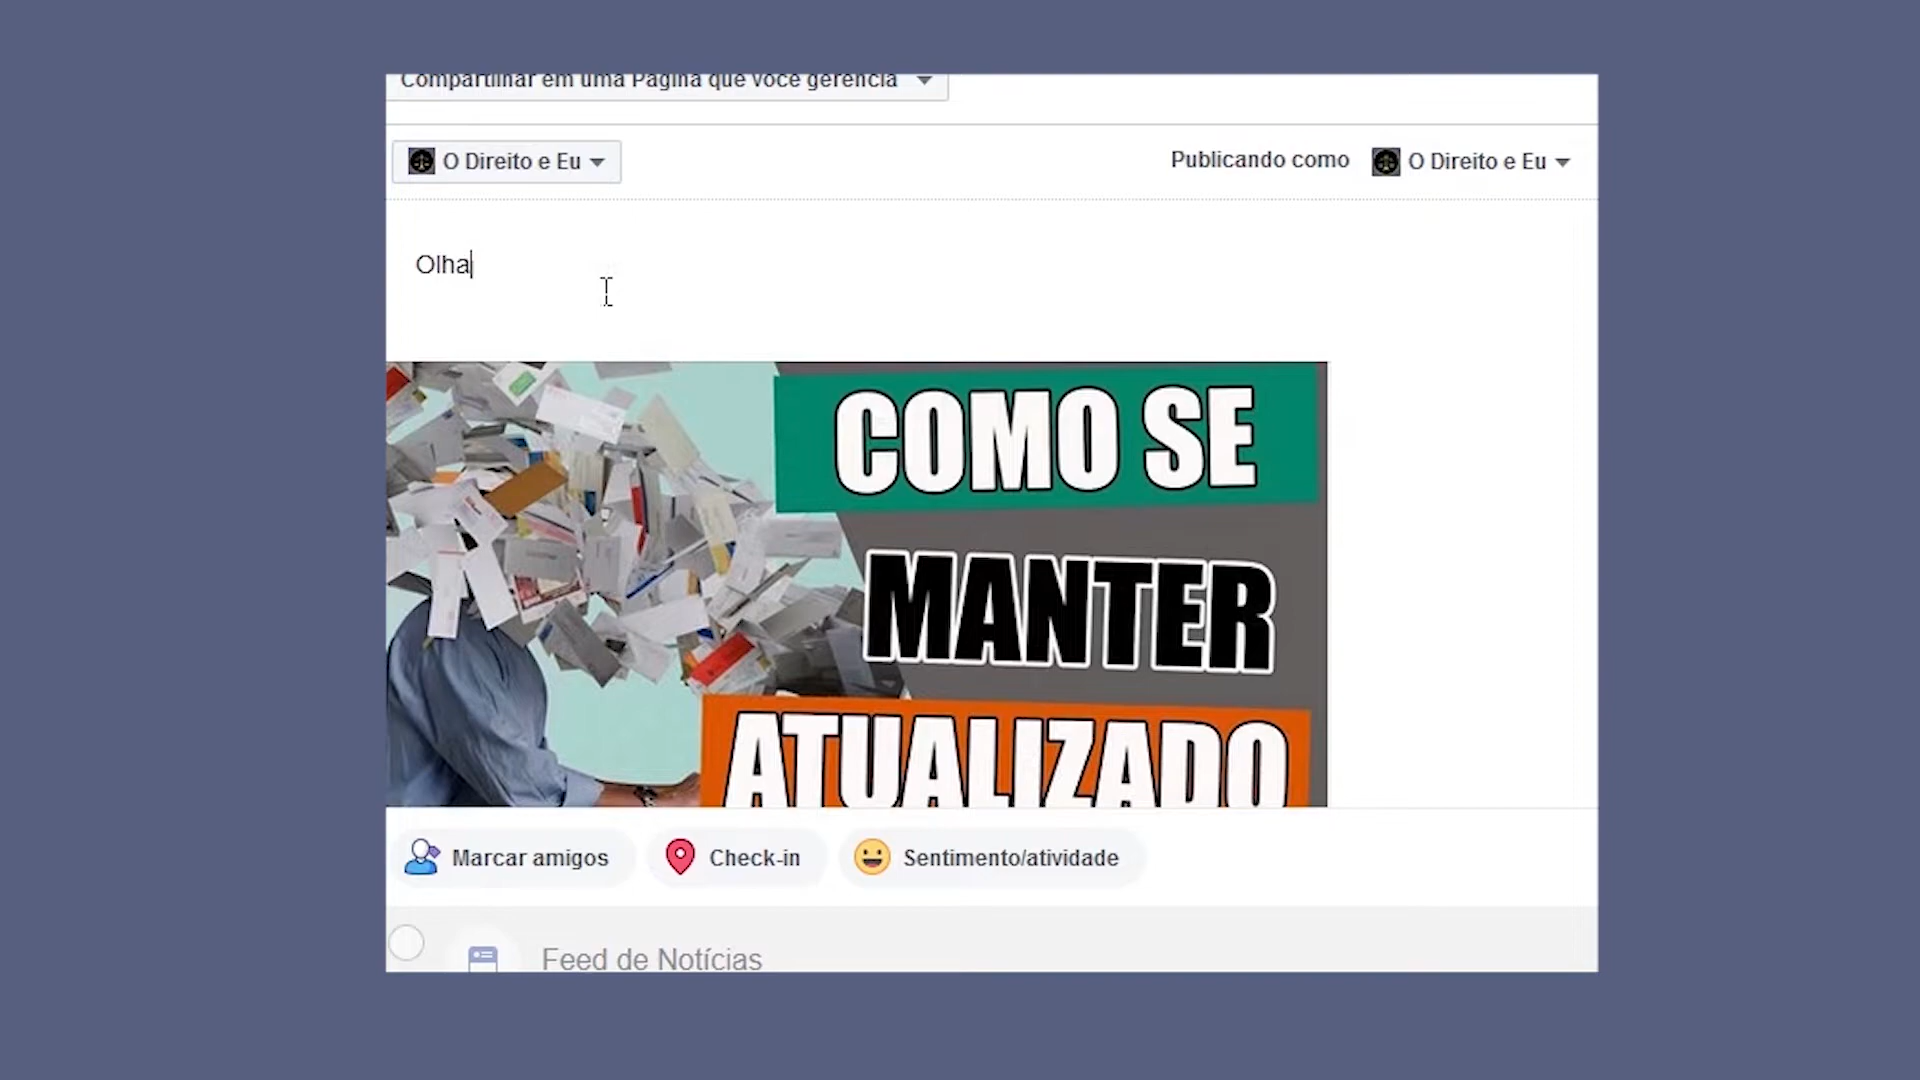 Compartilhar em uma Página que você gerencia
O Direito e Eu
Publicando como O Direito e Eu
Olha
COMO SE
MANTER
ATUALIZADO
Marcar amigos
Check-in
Sentimento/atividade
Feed de Notícias